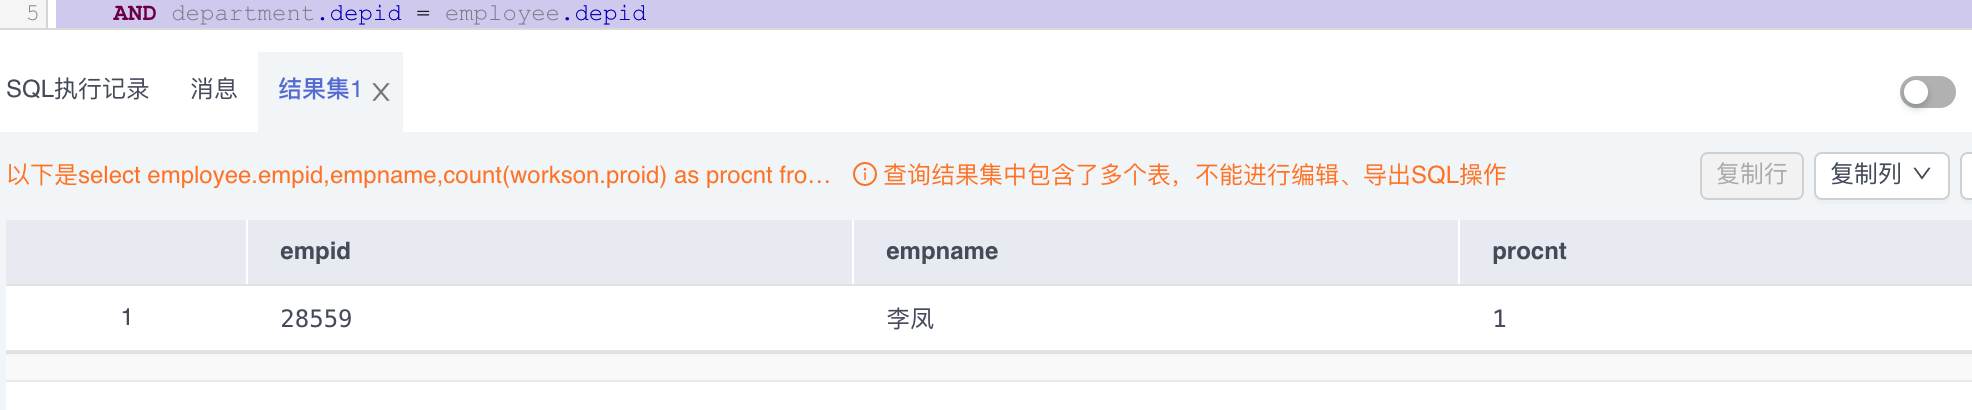 5 AND department.depid = employee.depid
SQL执行记录 消息 结果集1 X
以下是select employee.empid,empname,count(workson.proid) as procnt fro… 查询结果集中包含了多个表，不能进行编辑、导出SQL操作 复制行 复制列
empid empname procnt
1 28559 李凤 1